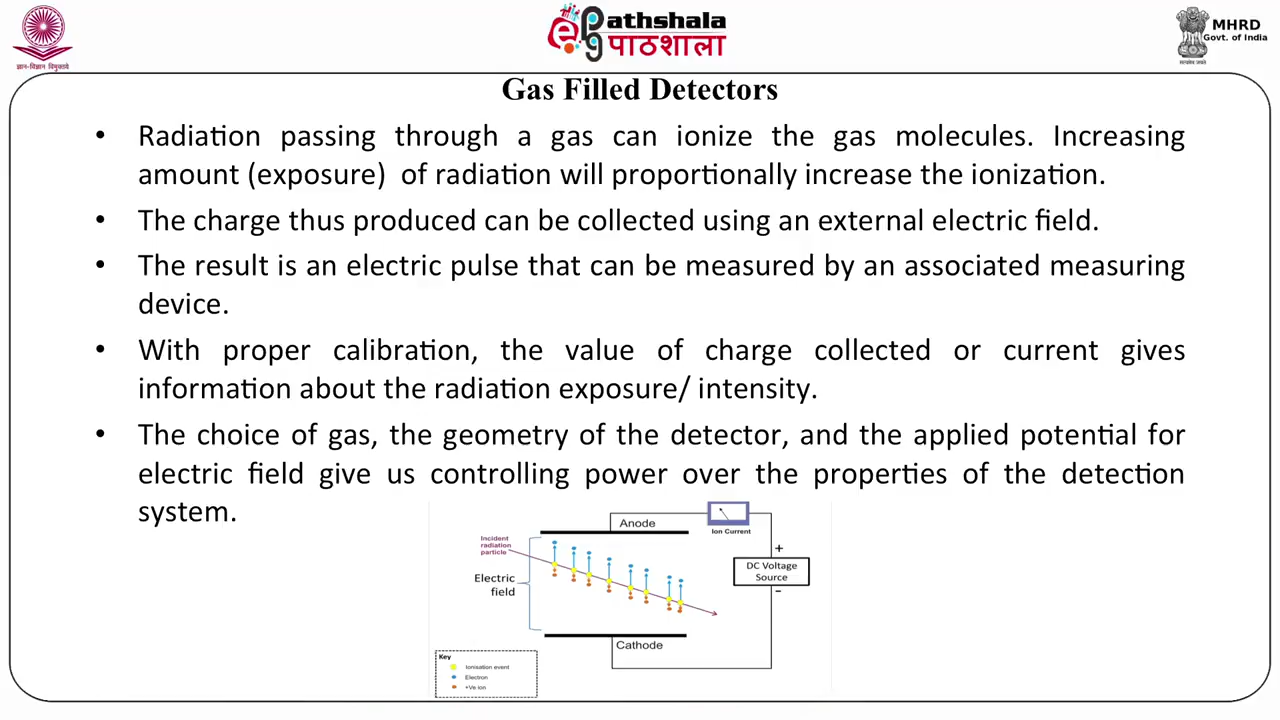 ePathshala
पाठशाला
MHRD
Govt. of India
ज्ञान-विज्ञान विमुक्तये
सत्यमेव जयते
Gas Filled Detectors
• Radiation passing through a gas can ionize the gas molecules. Increasing
amount (exposure) of radiation will proportionally increase the ionization.
• The charge thus produced can be collected using an external electric field.
• The result is an electric pulse that can be measured by an associated measuring
device.
• With proper calibration, the value of charge collected or current gives
information about the radiation exposure/ intensity.
• The choice of gas, the geometry of the detector, and the applied potential for
electric field give us controlling power over the properties of the detection
system.
Anode
Ion Current
Incident
radiation
particle
+
DC Voltage
Source
-
Electric
field
Cathode
Key
Ionisation event
Electron
+Ve ion